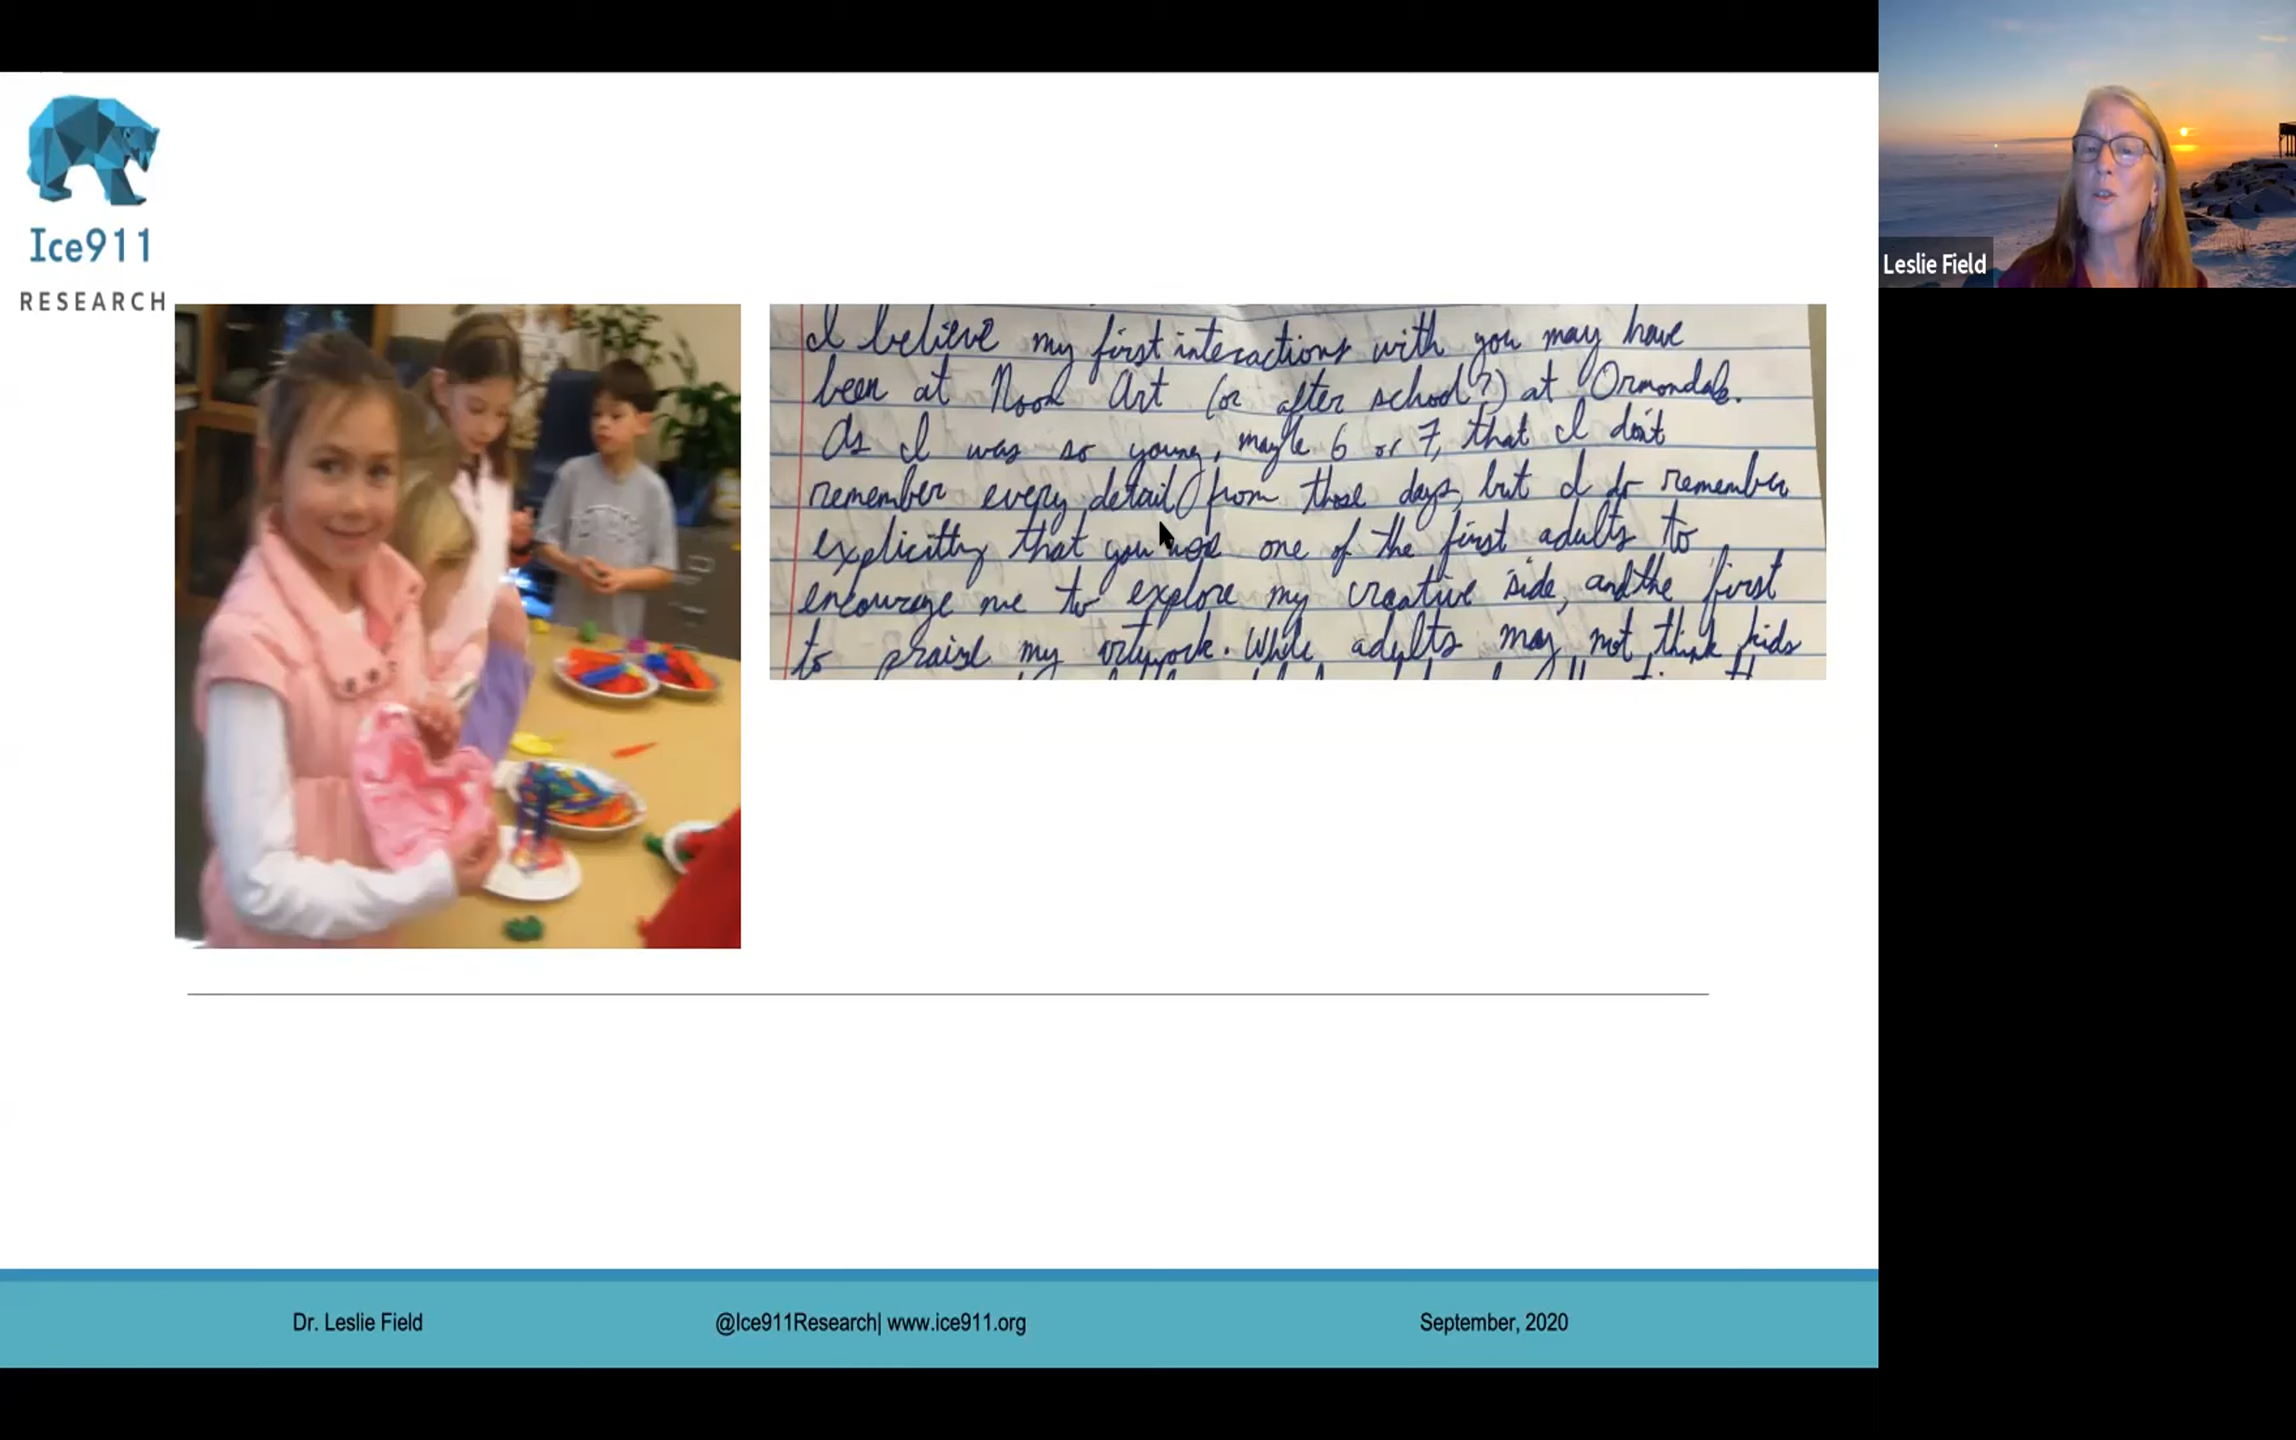 Ice911
RESEARCH
Leslie Field
I believe my first interactions with you may have
been at Noon Art (or after school?) at Ormondale.
As I was so young, maybe 6 or 7, that I don't
remember every detail from those days, but I do remember
explicitly that you were one of the first adults to
encourage me to explore my creative side, and the first
to praise my artwork. While adults may not think kids
Dr. Leslie Field
@Ice911Research| www.ice911.org
September, 2020